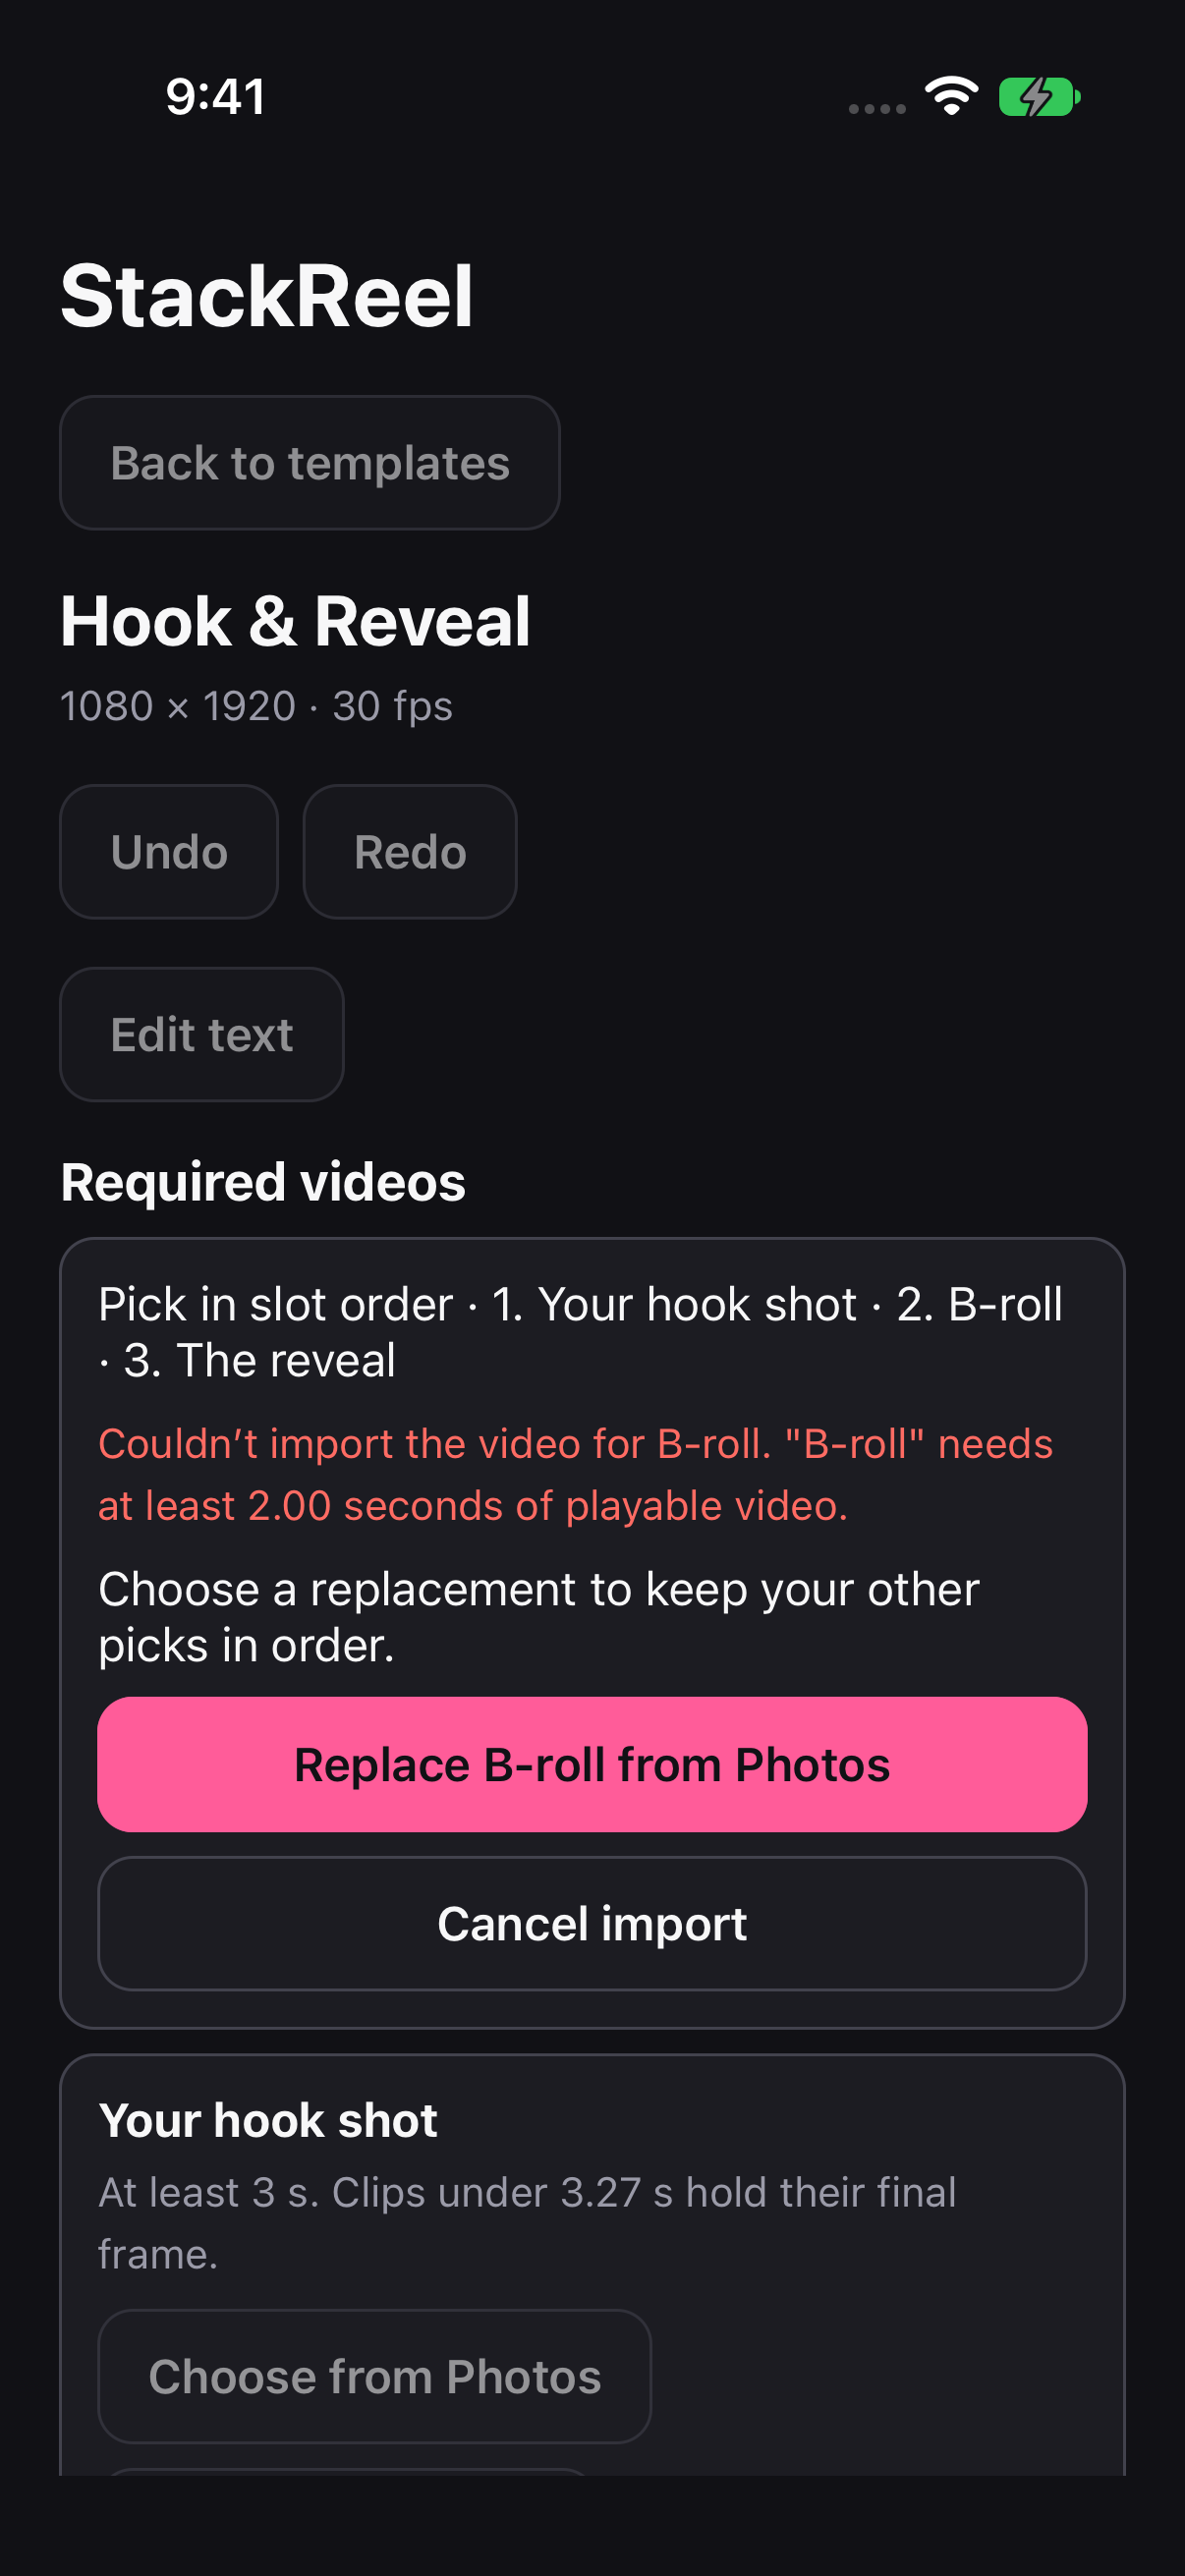 9:41
StackReel
Back to templates
Hook & Reveal
1080 × 1920 · 30 fps
Undo
Redo
Edit text
Required videos
Pick in slot order · 1. Your hook shot · 2. B-roll
· 3. The reveal
Couldn’t import the video for B-roll. "B-roll" needs
at least 2.00 seconds of playable video.
Choose a replacement to keep your other
picks in order.
Replace B-roll from Photos
Cancel import
Your hook shot
At least 3 s. Clips under 3.27 s hold their final
frame.
Choose from Photos